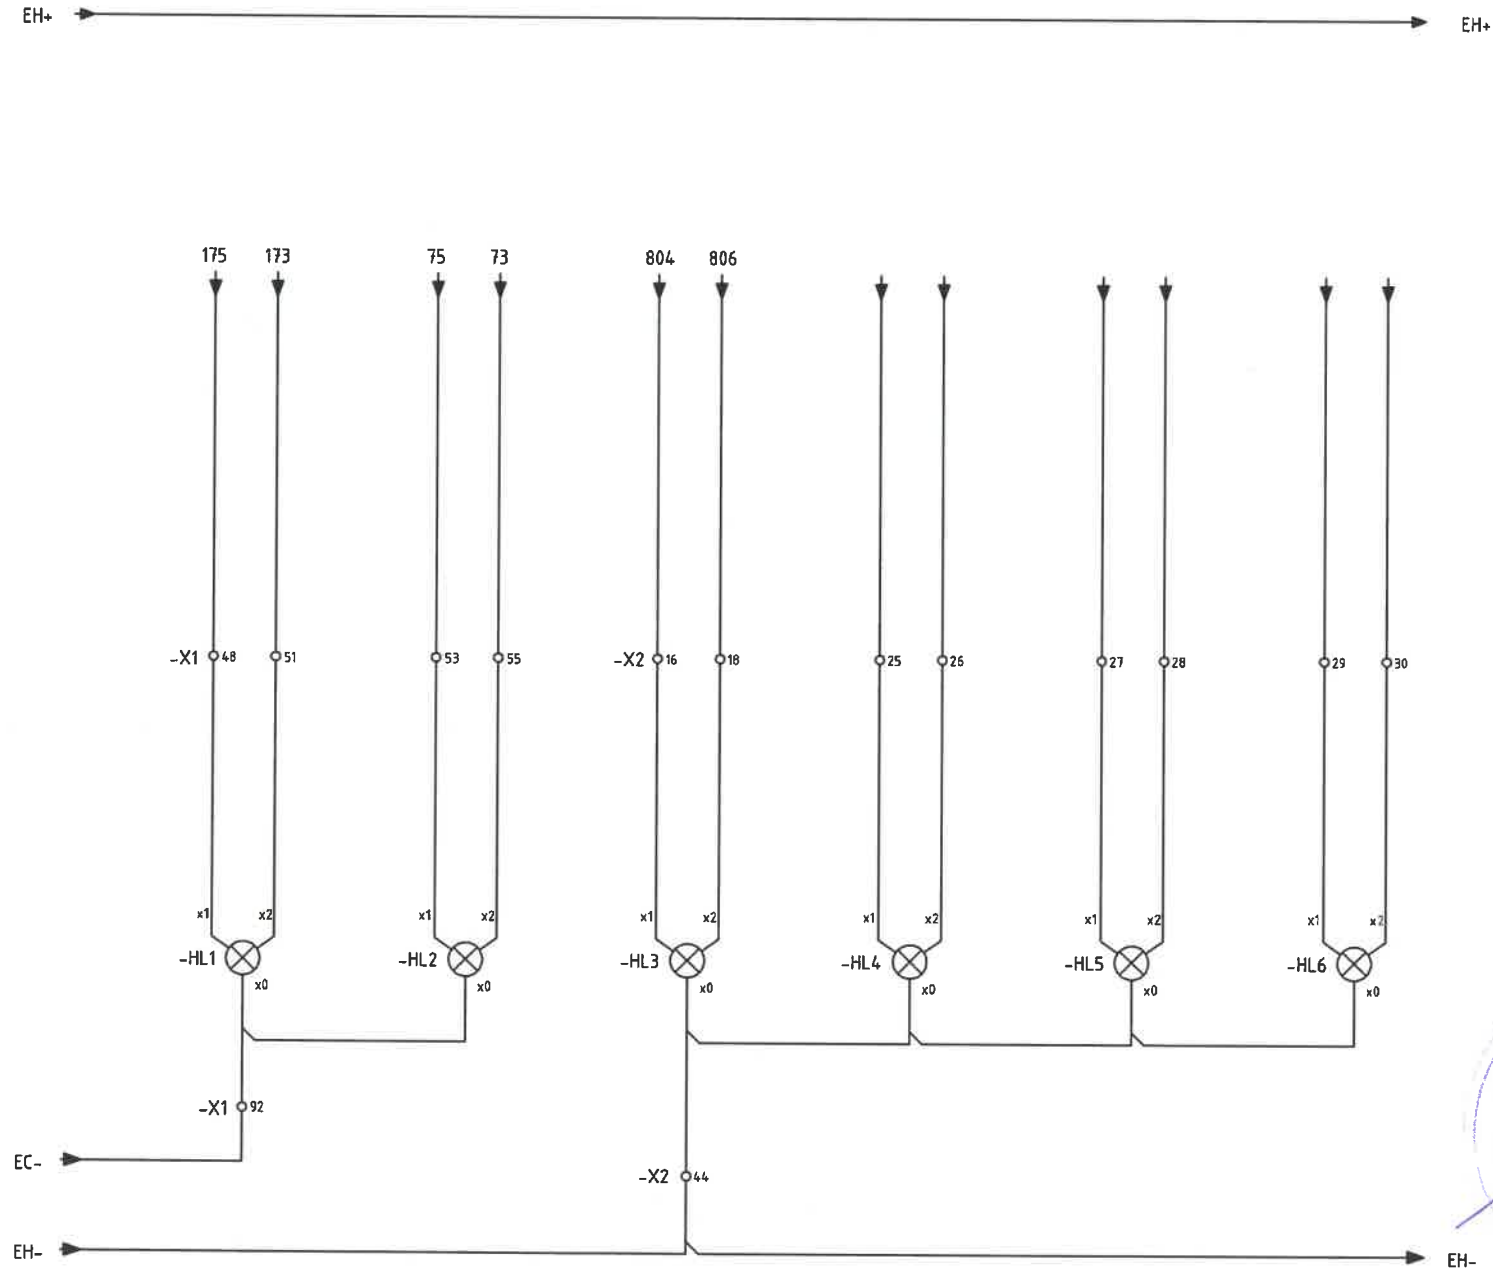 EH+ EH+
175 173 75 73 804 806
-X1 48 51 53 55 -X2 16 18 25 26 27 28 29 30
x1 x2 x1 x2 x1 x2 x1 x2 x1 x2 x1 x2
-HL1 -HL2 -HL3 -HL4 -HL5 -HL6
x0 x0 x0 x0 x0 x0
-X1 92
EC-
-X2 44
EH- EH-